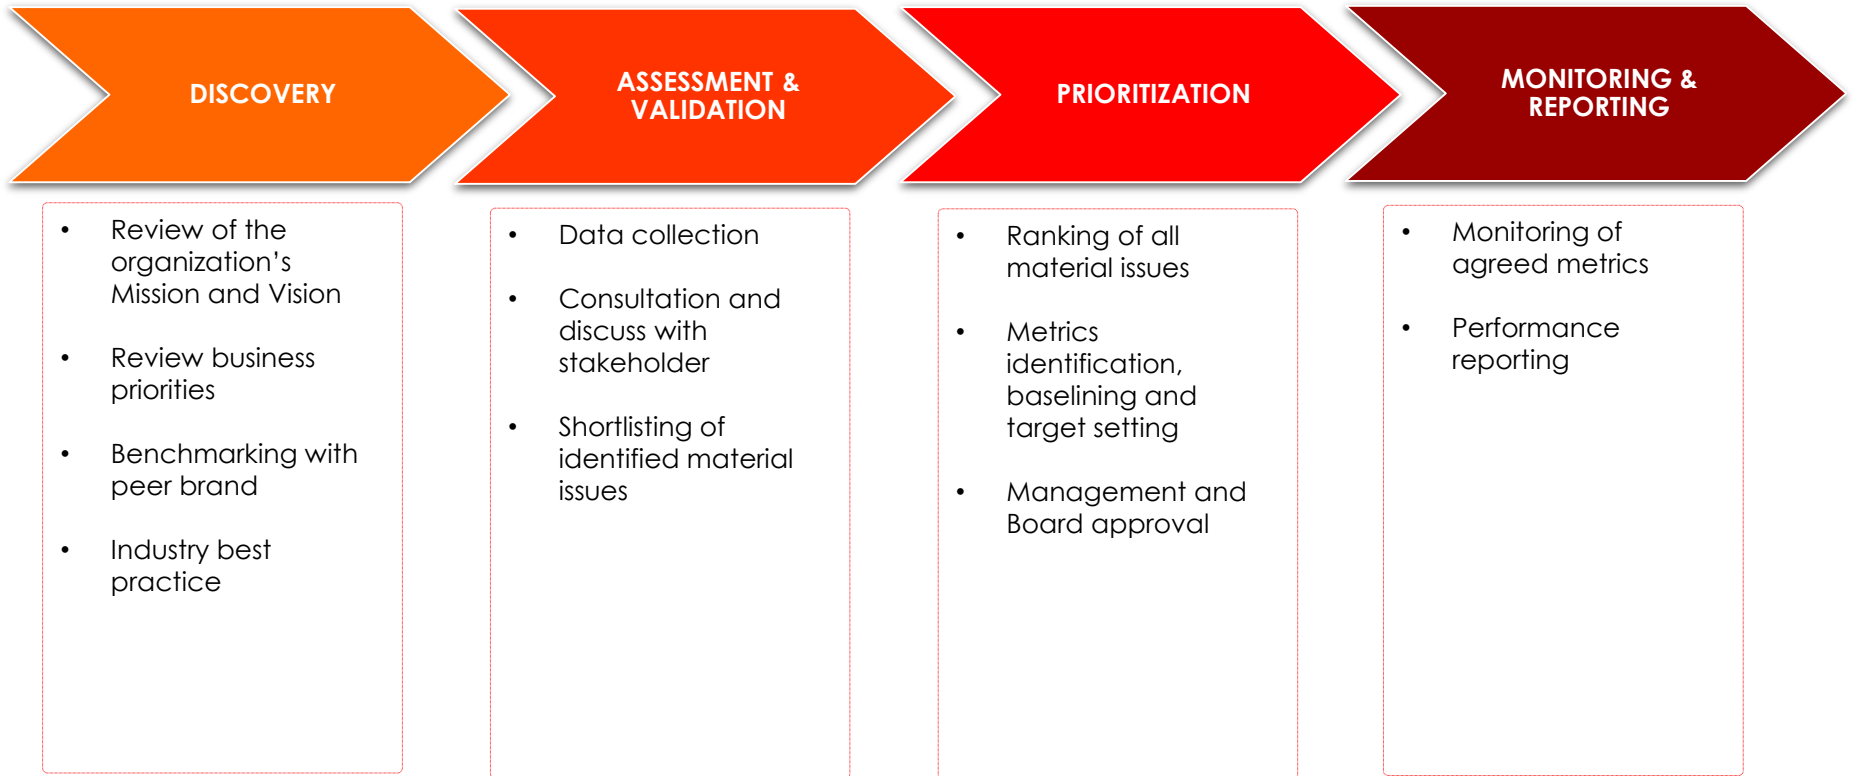 DISCOVERY
ASSESSMENT &
VALIDATION
PRIORITIZATION
MONITORING &
REPORTING
• Review of the
organization’s
Mission and Vision
• Review business
priorities
• Benchmarking with
peer brand
• Industry best
practice
• Data collection
• Consultation and
discuss with
stakeholder
• Shortlisting of
identified material
issues
• Ranking of all
material issues
• Metrics
identification,
baselining and
target setting
• Management and
Board approval
• Monitoring of
agreed metrics
• Performance
reporting